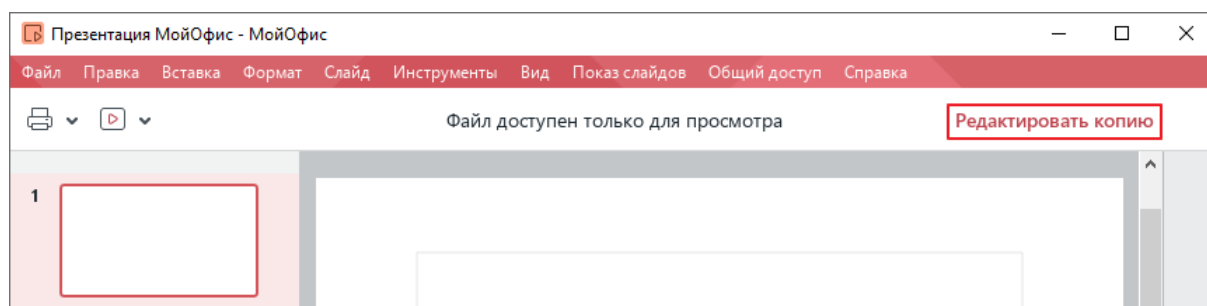 Презентация МойОфис - МойОфис
Файл Правка Вставка Формат Слайд Инструменты Вид Показ слайдов Общий доступ Справка
Файл доступен только для просмотра Редактировать копию
1